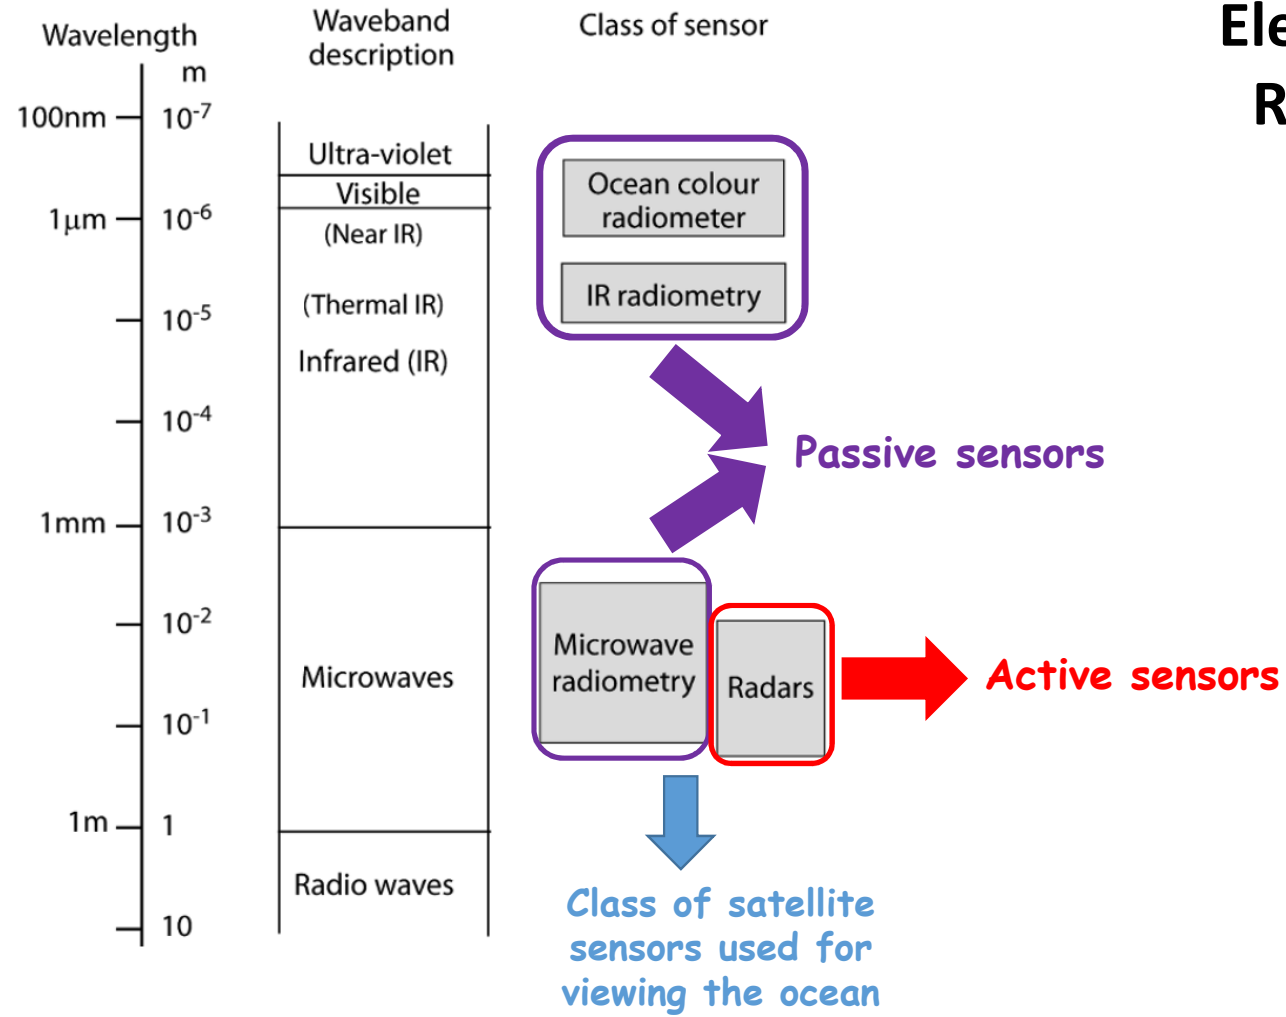 Wavelength
m
100nm 10-7
1μm 10-6
10-5
10-4
1mm 10-3
10-2
10-1
1m 1
10
Waveband
description
Ultra-violet
Visible
(Near IR)
(Thermal IR)
Infrared (IR)
Microwaves
Radio waves
Class of sensor
Ocean colour
radiometer
IR radiometry
Passive sensors
Microwave
radiometry
Radars
Active sensors
Class of satellite
sensors used for
viewing the ocean
Ele
R